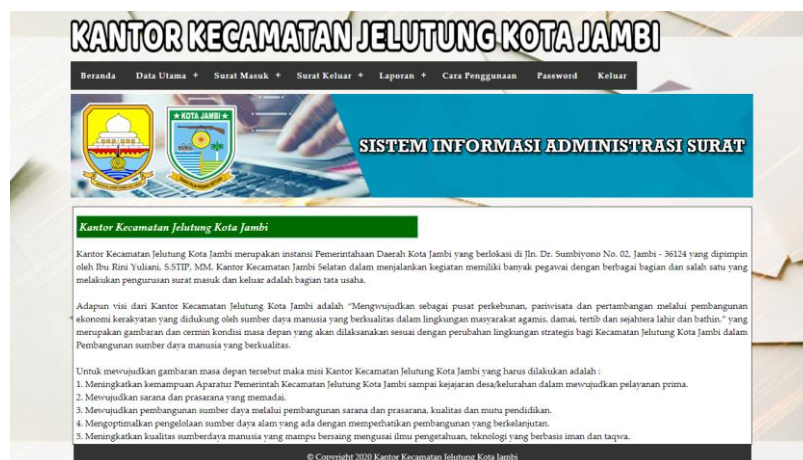 KANTOR KECAMATAN JELUTUNG KOTA JAMBI
Beranda Data Utama + Surat Masuk + Surat Keluar + Laporan + Cara Penggunaan Password Keluar
★ KOTA JAMBI ★
SISTEM INFORMASI ADMINISTRASI SURAT
Kantor Kecamatan Jelutung Kota Jambi
Kantor Kecamatan Jelutung Kota Jambi merupakan instansi Pemerintahaan Daerah Kota Jambi yang berlokasi di Jln. Dr. Sumbiyono No. 02, Jambi - 36124 yang dipimpin
oleh Ibu Rini Yuliani, S.STIP, MM. Kantor Kecamatan Jambi Selatan dalam menjalankan kegiatan memiliki banyak pegawai dengan berbagai bagian dan salah satu yang
melakukan pengurusan surat masuk dan keluar adalah bagian tata usaha.
Adapun visi dari Kantor Kecamatan Jelutung Kota Jambi adalah “Mengwujudkan sebagai pusat perkebunan, pariwisata dan pertambangan melalui pembangunan
ekonomi kerakyatan yang didukung oleh sumber daya manusia yang berkualitas dalam lingkungan masyarakat agamis, damai, tertib dan sejahtera lahir dan bathin.” yang
merupakan gambaran dan cermin kondisi masa depan yang akan dilaksanakan sesuai dengan perubahan lingkungan strategis bagi Kecamatan Jelutung Kota Jambi dalam
Pembangunan sumber daya manusia yang berkualitas.
Untuk mewujudkan gambaran masa depan tersebut maka misi Kantor Kecamatan Jelutung Kota Jambi yang harus dilakukan adalah :
1. Meningkatkan kemampuan Aparatur Pemerintah Kecamatan Jelutung Kota Jambi sampai kejajaran desa/kelurahan dalam mewujudkan pelayanan prima.
2. Mewujudkan sarana dan prasarana yang memadai.
3. Mewujudkan pembangunan sumber daya melalui pembangunan sarana dan prasarana, kualitas dan mutu pendidikan.
4. Mengoptimalkan pengelolaan sumber daya alam yang ada dengan memperhatikan pembangunan yang berkelanjutan.
5. Meningkatkan kualitas sumberdaya manusia yang mampu bersaing mengusai ilmu pengetahuan, teknologi yang berbasis iman dan taqwa.
© Copyright 2020 Kantor Kecamatan Jelutung Kota Jambi